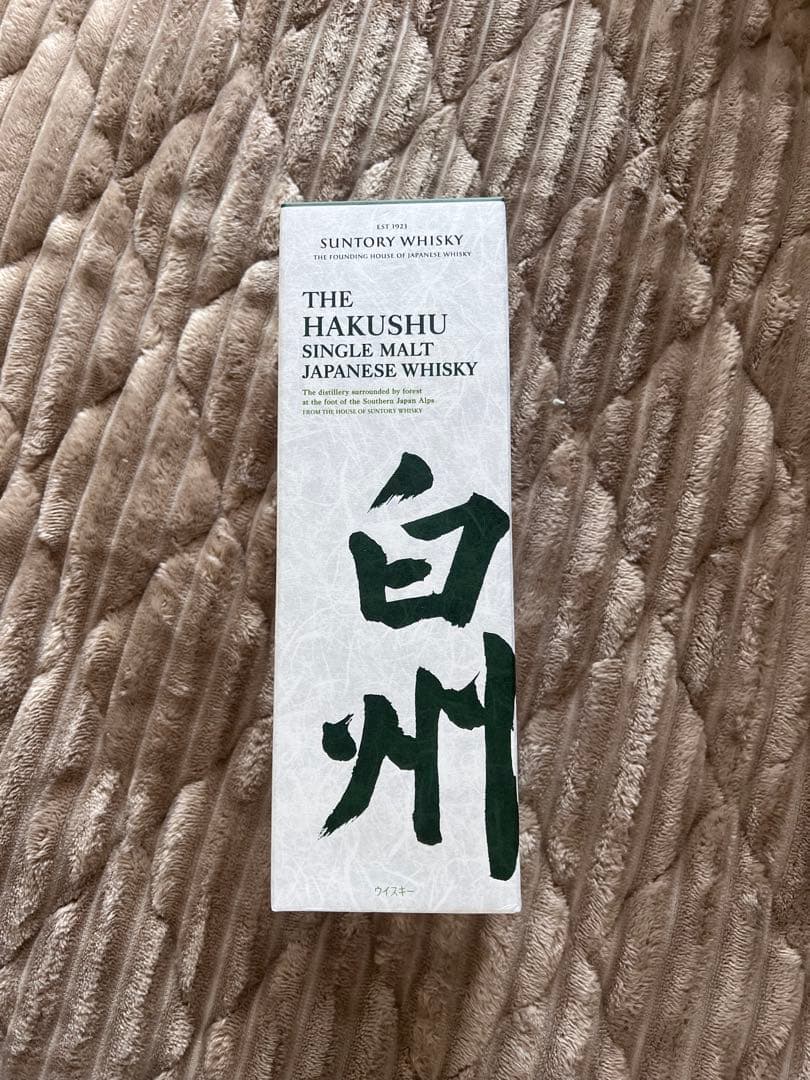 EST 1923
SUNTORY WHISKY
THE FOUNDING HOUSE OF JAPANESE WHISKY
THE
HAKUSHU
SINGLE MALT
JAPANESE WHISKY
The distillery surrounded by forest
at the foot of the Southern Japan Alps
FROM THE HOUSE OF SUNTORY WHISKY
白
州
ウイスキー